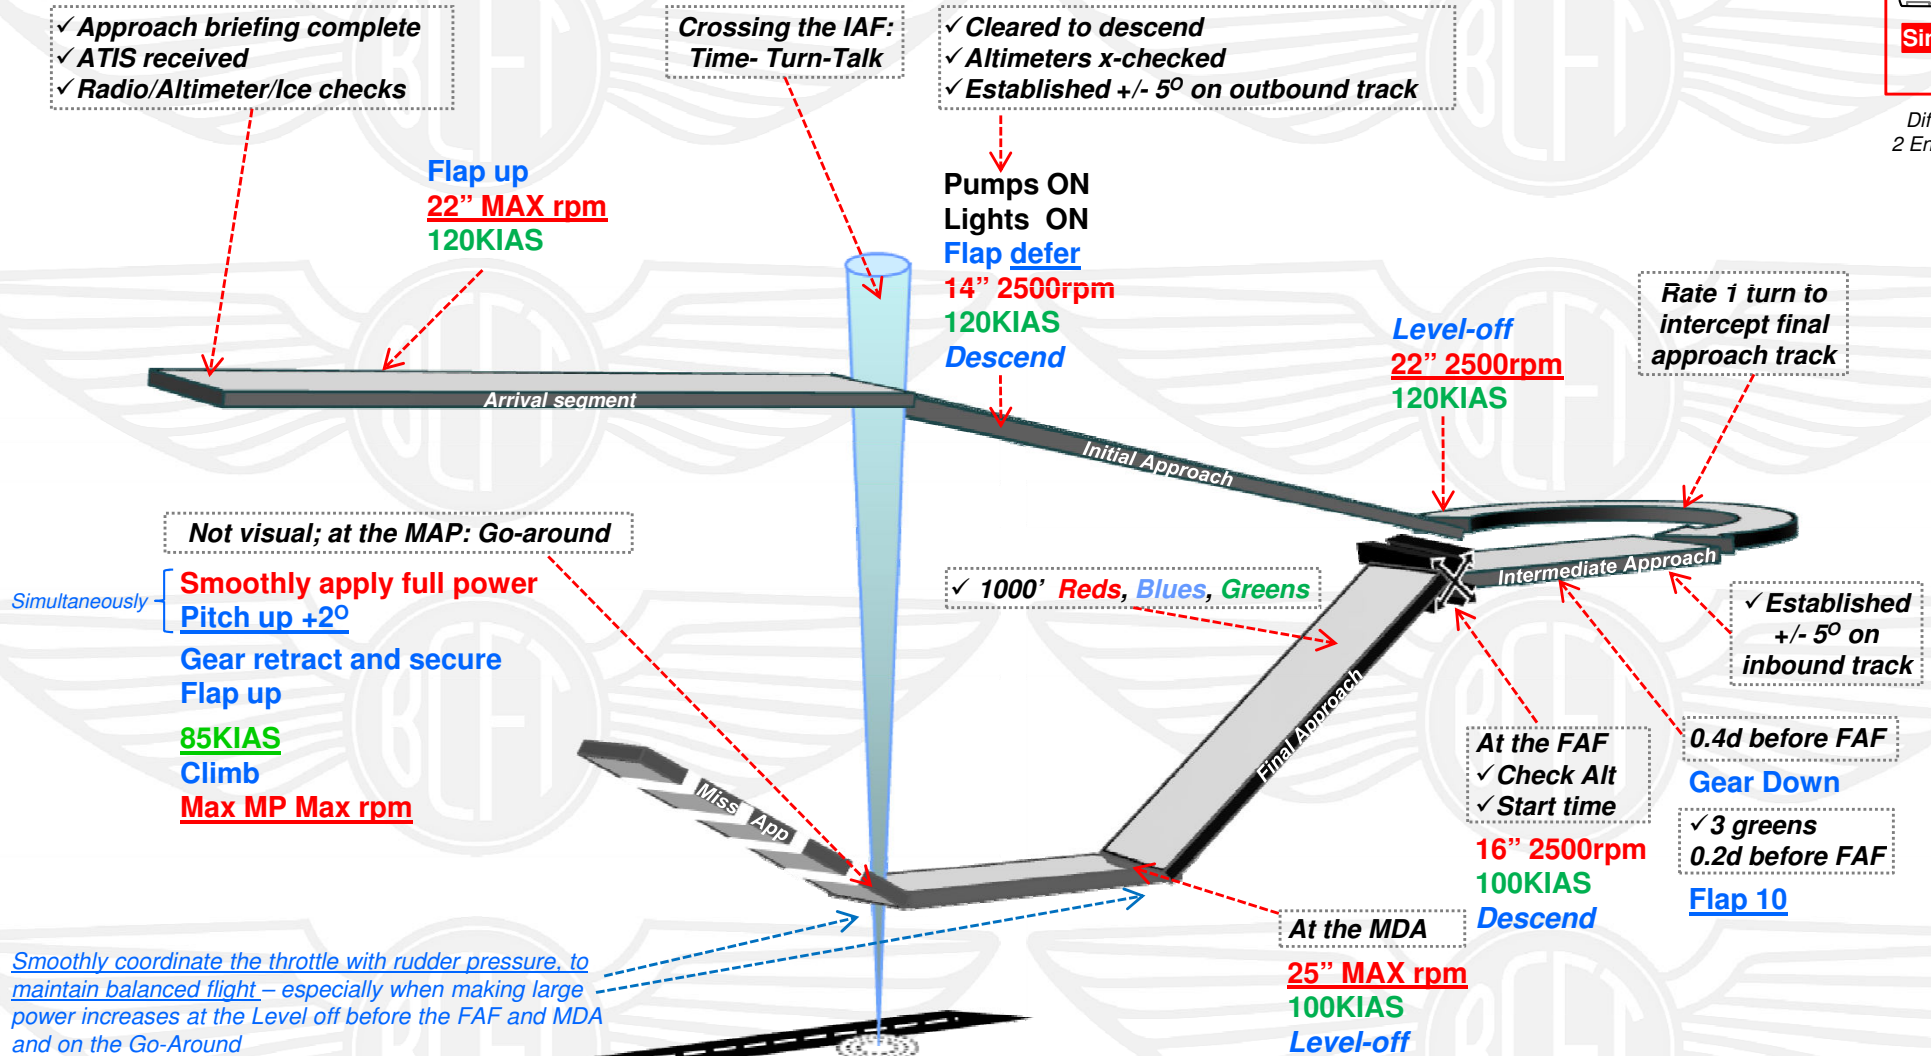 ✓Approach briefing complete
✓ATIS received
✓Radio/Altimeter/Ice checks
Crossing the IAF:
Time- Turn-Talk
✓Cleared to descend
✓Altimeters x-checked
✓Established +/- 5⁰ on outbound track
Flap up
22” MAX rpm
120KIAS
Pumps ON
Lights ON
Flap defer
14” 2500rpm
120KIAS
Descend
Level-off
22” 2500rpm
120KIAS
Rate 1 turn to
intercept final
approach track
Arrival segment
Initial Approach
Intermediate Approach
Not visual; at the MAP: Go-around
Simultaneously
Smoothly apply full power
Pitch up +2⁰
Gear retract and secure
Flap up
85KIAS
Climb
Max MP Max rpm
✓ 1000’ Reds, Blues, Greens
✓Established
+/- 5⁰ on
inbound track
Final Approach
Miss App
At the FAF
✓Check Alt
✓Start time
16” 2500rpm
100KIAS
Descend
0.4d before FAF
Gear Down
✓3 greens
0.2d before FAF
Flap 10
At the MDA
25” MAX rpm
100KIAS
Level-off
Smoothly coordinate the throttle with rudder pressure, to
maintain balanced flight – especially when making large
power increases at the Level off before the FAF and MDA
and on the Go-Around
2 En